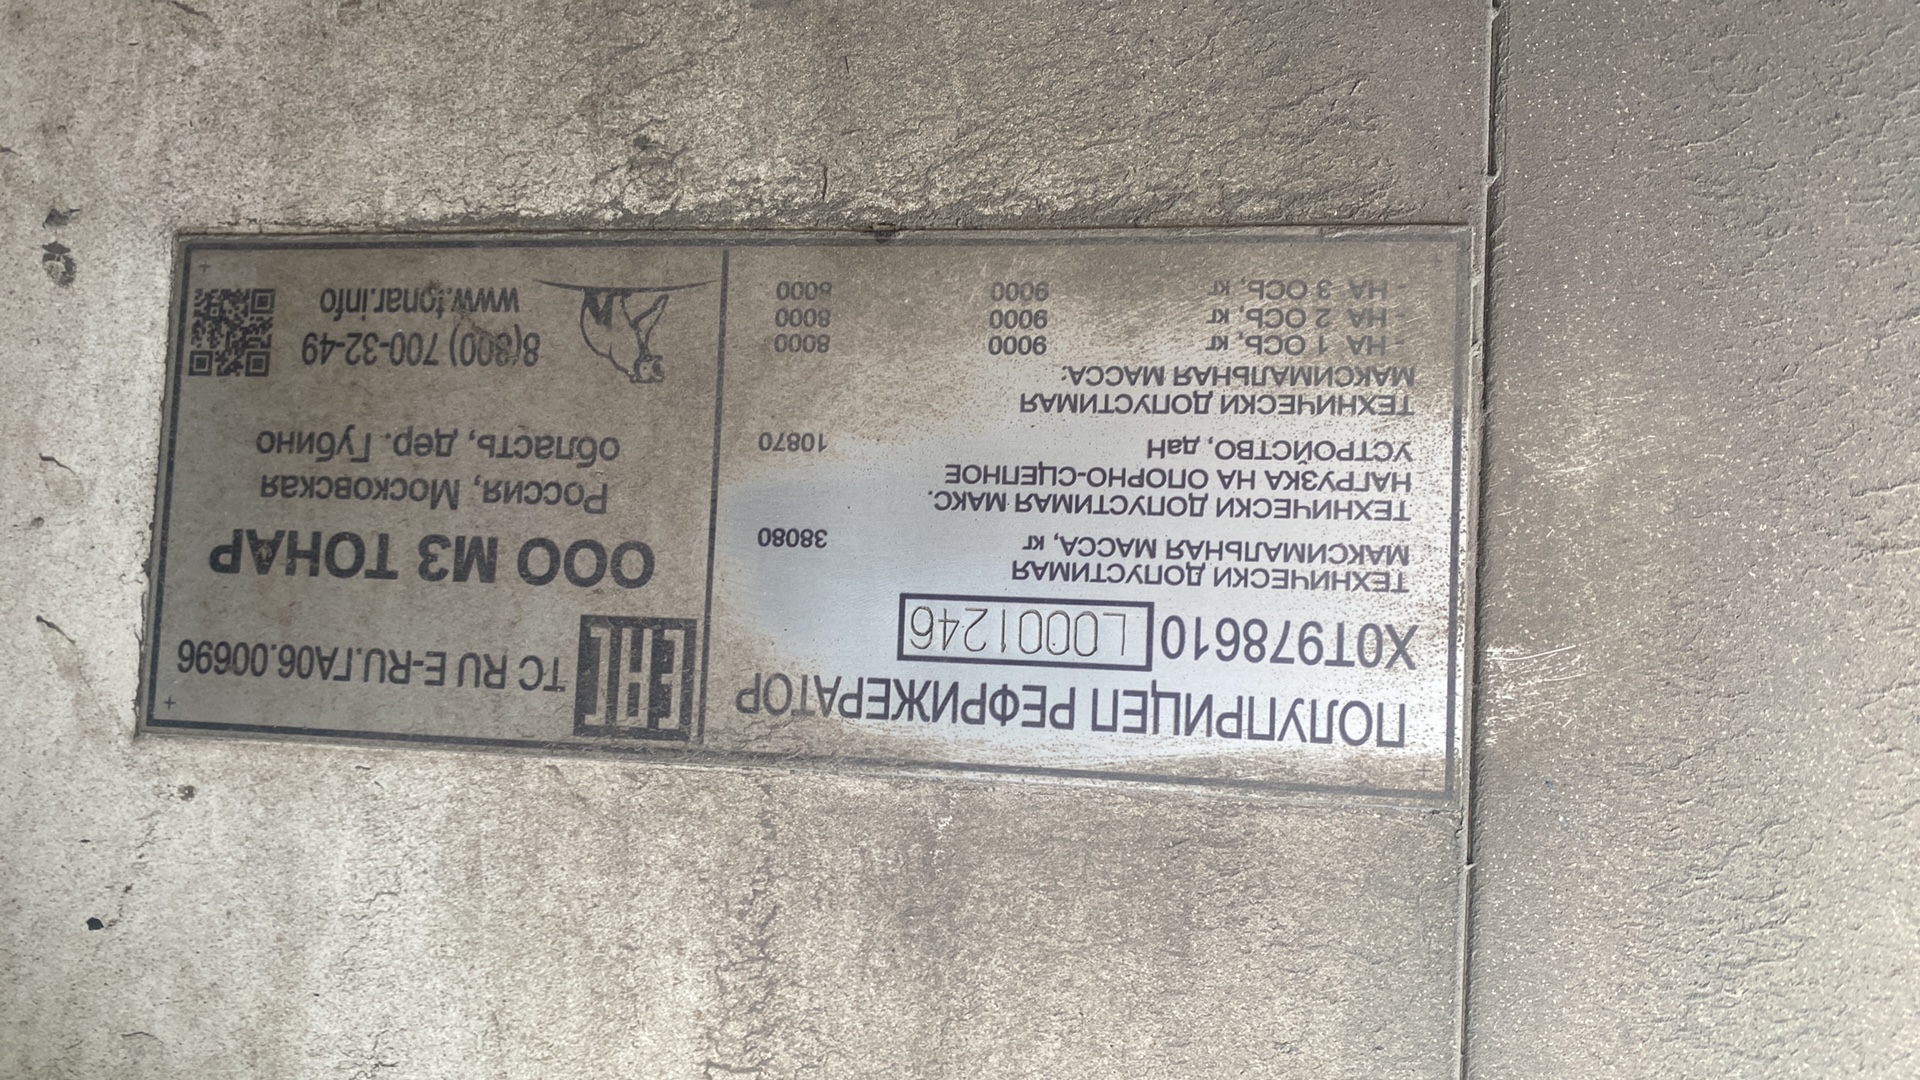 ПОЛУПРИЦЕП РЕФРИЖЕРАТОР
X0T978610 L0001246
ТЕХНИЧЕСКИ ДОПУСТИМАЯ
МАКСИМАЛЬНАЯ МАССА, кг 38080
ТЕХНИЧЕСКИ ДОПУСТИМАЯ МАКС.
НАГРУЗКА НА ОПОРНО-СЦЕПНОЕ
УСТРОЙСТВО, даН 10870
ТЕХНИЧЕСКИ ДОПУСТИМАЯ
МАКСИМАЛЬНАЯ МАССА:
- НА 1 ОСЬ, кг 9000 8000
- НА 2 ОСЬ, кг 9000 8000
- НА 3 ОСЬ, кг 9000 8000
EAC ТС RU E-RU.ГА06.00696
ООО МЗ ТОНАР
Россия, Московская
область, дер. Губино
8(800) 700-32-49
www.tonar.info